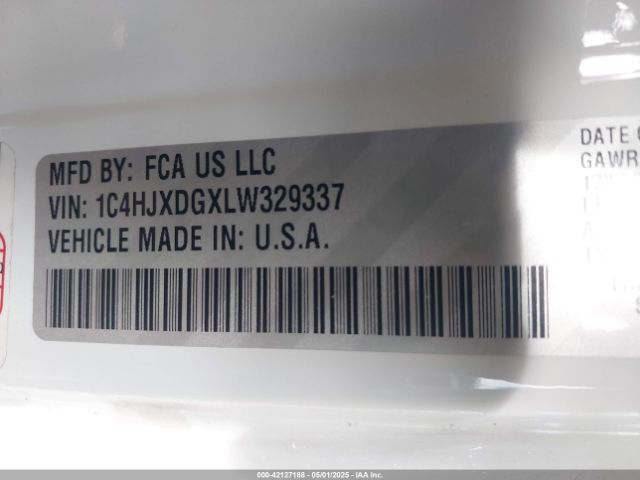 MFD BY: FCA US LLC
VIN: 1C4HJXDGXLW329337
VEHICLE MADE IN: U.S.A.
DATE
GAWR
000-42127188 - 05/01/2025 - IAA Inc.